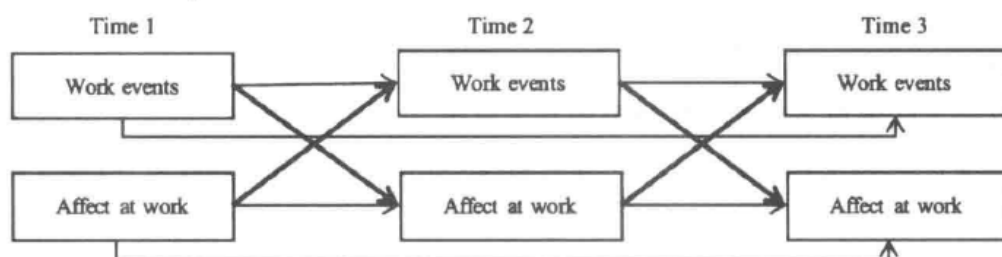 Time 1 Time 2 Time 3
Work events Work events Work events
Affect at work Affect at work Affect at work